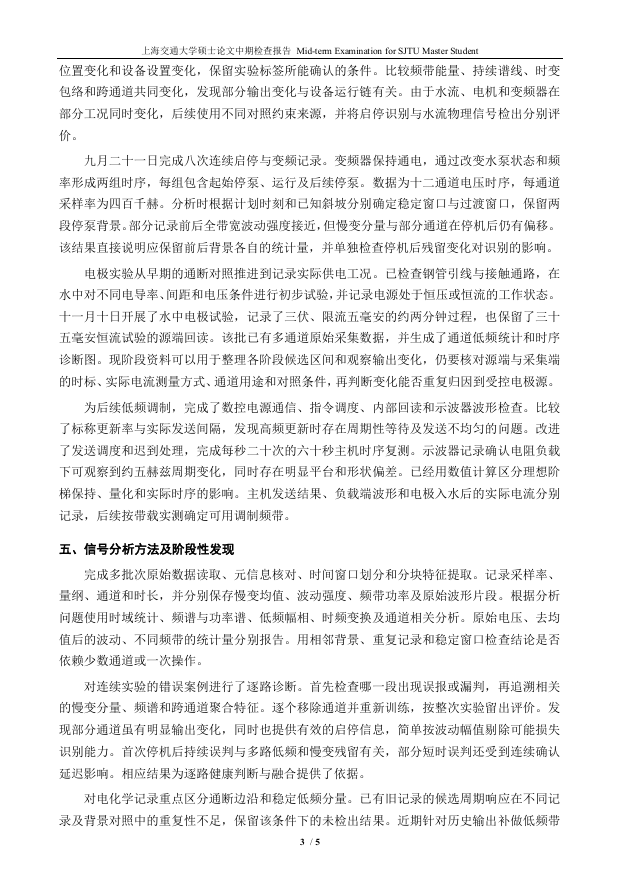 上海交通大学硕士论文中期检查报告 Mid-term Examination for SJTU Master Student
位置变化和设备设置变化，保留实验标签所能确认的条件。比较频带能量、持续谱线、时变
包络和跨通道共同变化，发现部分输出变化与设备运行链有关。由于水流、电机和变频器在
部分工况同时变化，后续使用不同对照约束来源，并将启停识别与水流物理信号检出分别评
价。
九月二十一日完成八次连续启停与变频记录。变频器保持通电，通过改变水泵状态和频
率形成两组时序，每组包含起始停泵、运行及后续停泵。数据为十二通道电压时序，每通道
采样率为四百千赫。分析时根据计划时刻和已知斜坡分别确定稳定窗口与过渡窗口，保留两
段停泵背景。部分记录前后全带宽波动强度接近，但慢变分量与部分通道在停机后仍有偏移。
该结果直接说明应保留前后背景各自的统计量，并单独检查停机后残留变化对识别的影响。
电极实验从早期的通断对照推进到记录实际供电工况。已检查钢管引线与接触通路，在
水中对不同电导率、间距和电压条件进行初步试验，并记录电源处于恒压或恒流的工作状态。
十一月十日开展了水中电极试验，记录了三伏、限流五毫安的约两分钟过程，也保留了三十
五毫安恒流试验的源端回读。该批已有多通道原始采集数据，并生成了通道低频统计和时序
诊断图。现阶段资料可以用于整理各阶段候选区间和观察输出变化，仍要核对源端与采集端
的时标、实际电流测量方式、通道用途和对照条件，再判断变化能否重复归因到受控电极源。
为后续低频调制，完成了数控电源通信、指令调度、内部回读和示波器波形检查。比较
了标称更新率与实际发送间隔，发现高频更新时存在周期性等待及发送不均匀的问题。改进
了发送调度和迟到处理，完成每秒二十次的六十秒主机时序复测。示波器记录确认电阻负载
下可观察到约五赫兹周期变化，同时存在明显平台和形状偏差。已经用数值计算区分理想阶
梯保持、量化和实际时序的影响。主机发送结果、负载端波形和电极入水后的实际电流分别
记录，后续按带载实测确定可用调制频带。
五、信号分析方法及阶段性发现
完成多批次原始数据读取、元信息核对、时间窗口划分和分块特征提取。记录采样率、
量纲、通道和时长，并分别保存慢变均值、波动强度、频带功率及原始波形片段。根据分析
问题使用时域统计、频谱与功率谱、低频幅相、时频变换及通道相关分析。原始电压、去均
值后的波动、不同频带的统计量分别报告。用相邻背景、重复记录和稳定窗口检查结论是否
依赖少数通道或一次操作。
对连续实验的错误案例进行了逐路诊断。首先检查哪一段出现误报或漏判，再追溯相关
的慢变分量、频谱和跨通道聚合特征。逐个移除通道并重新训练，按整次实验留出评价。发
现部分通道虽有明显输出变化，同时也提供有效的启停信息，简单按波动幅值剔除可能损失
识别能力。首次停机后持续误判与多路低频和慢变残留有关，部分短时误判还受到连续确认
延迟影响。相应结果为逐路健康判断与融合提供了依据。
对电化学记录重点区分通断边沿和稳定低频分量。已有旧记录的候选周期响应在不同记
录及背景对照中的重复性不足，保留该条件下的未检出结果。近期针对历史输出补做低频带
3 / 5